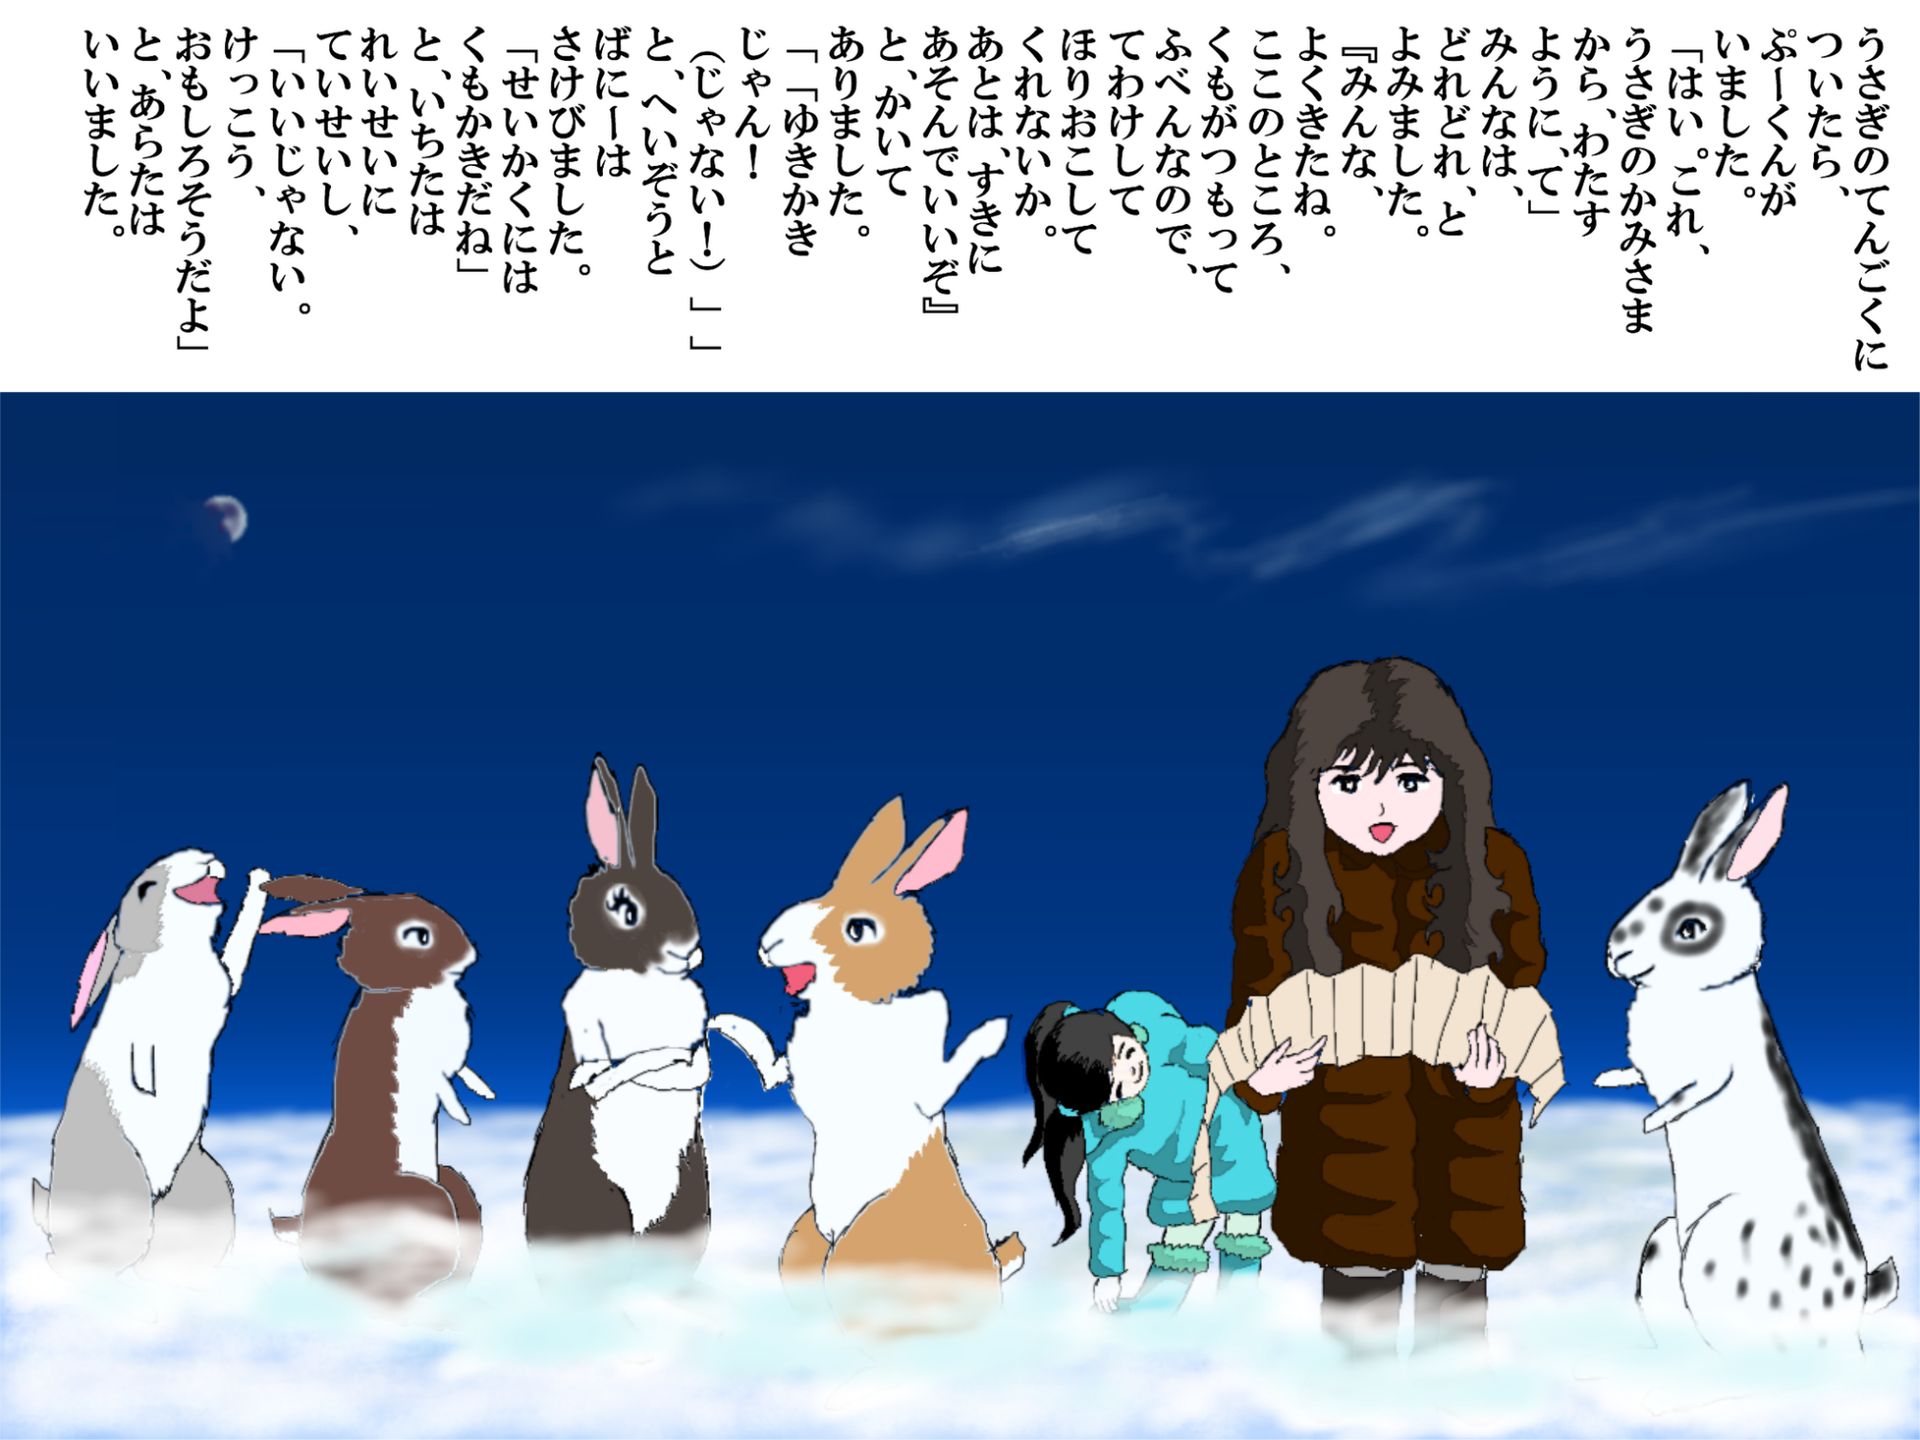 うさぎのてんごくに
ついたら、
ぷーくんが
いました。
「はい。これ、
うさぎのかみさま
から、わたす
ように、て」
みんなは、
どれどれ、と
よみました。
『みんな、
よくきたね。
ここのところ、
くもがつもって
ふべんなので、
てわけして
ほりおこして
くれないか。
あとは、すきに
あそんでいいぞ』
と、かいて
ありました。
「「ゆきかき
じゃん！
（じゃない！）」」
と、へいぞうと
ばにーは
さけびました。
「せいかくには
くもかきだね」
と、いちたは
れいせいに
ていせいし、
「いいじゃない。
けっこう、
おもしろそうだよ」
と、あらたは
いいました。